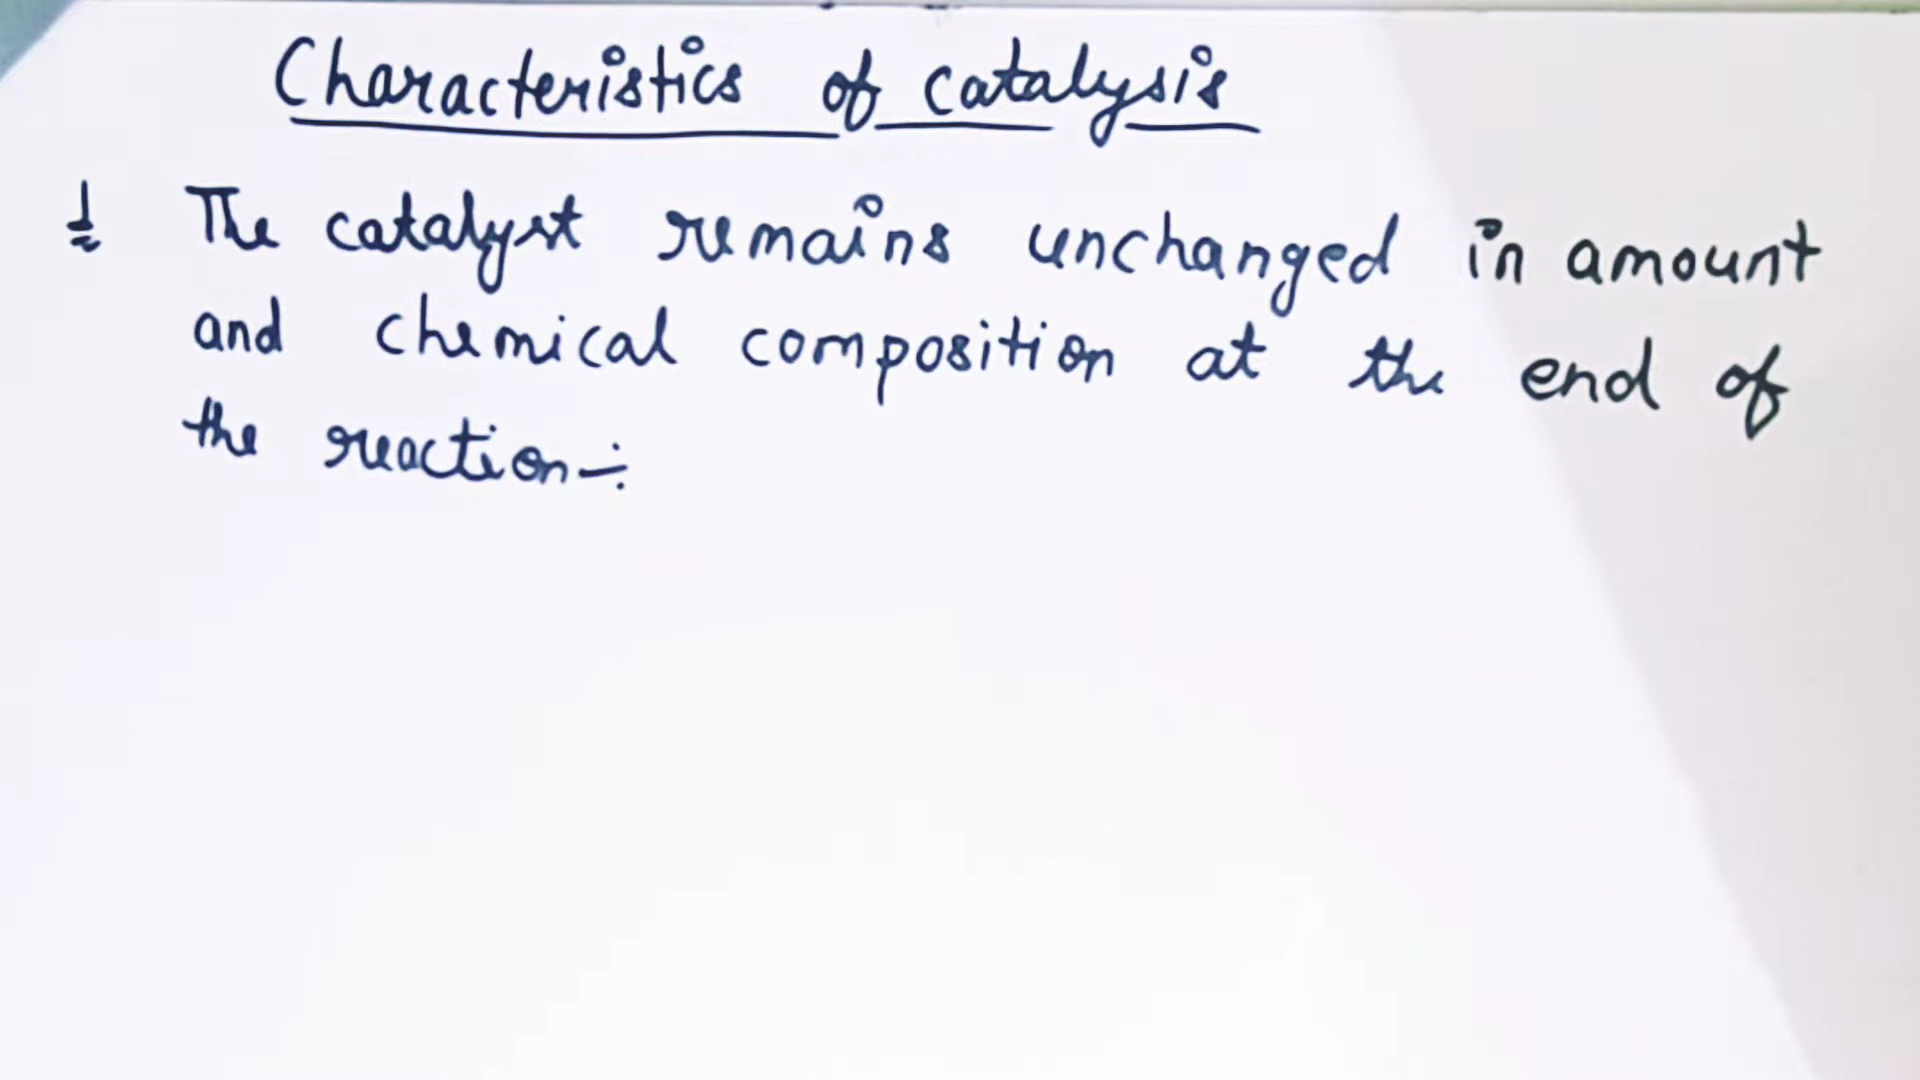 Characteristics of catalysis
1 The catalyst remains unchanged in amount
and chemical composition at the end of
the reaction÷